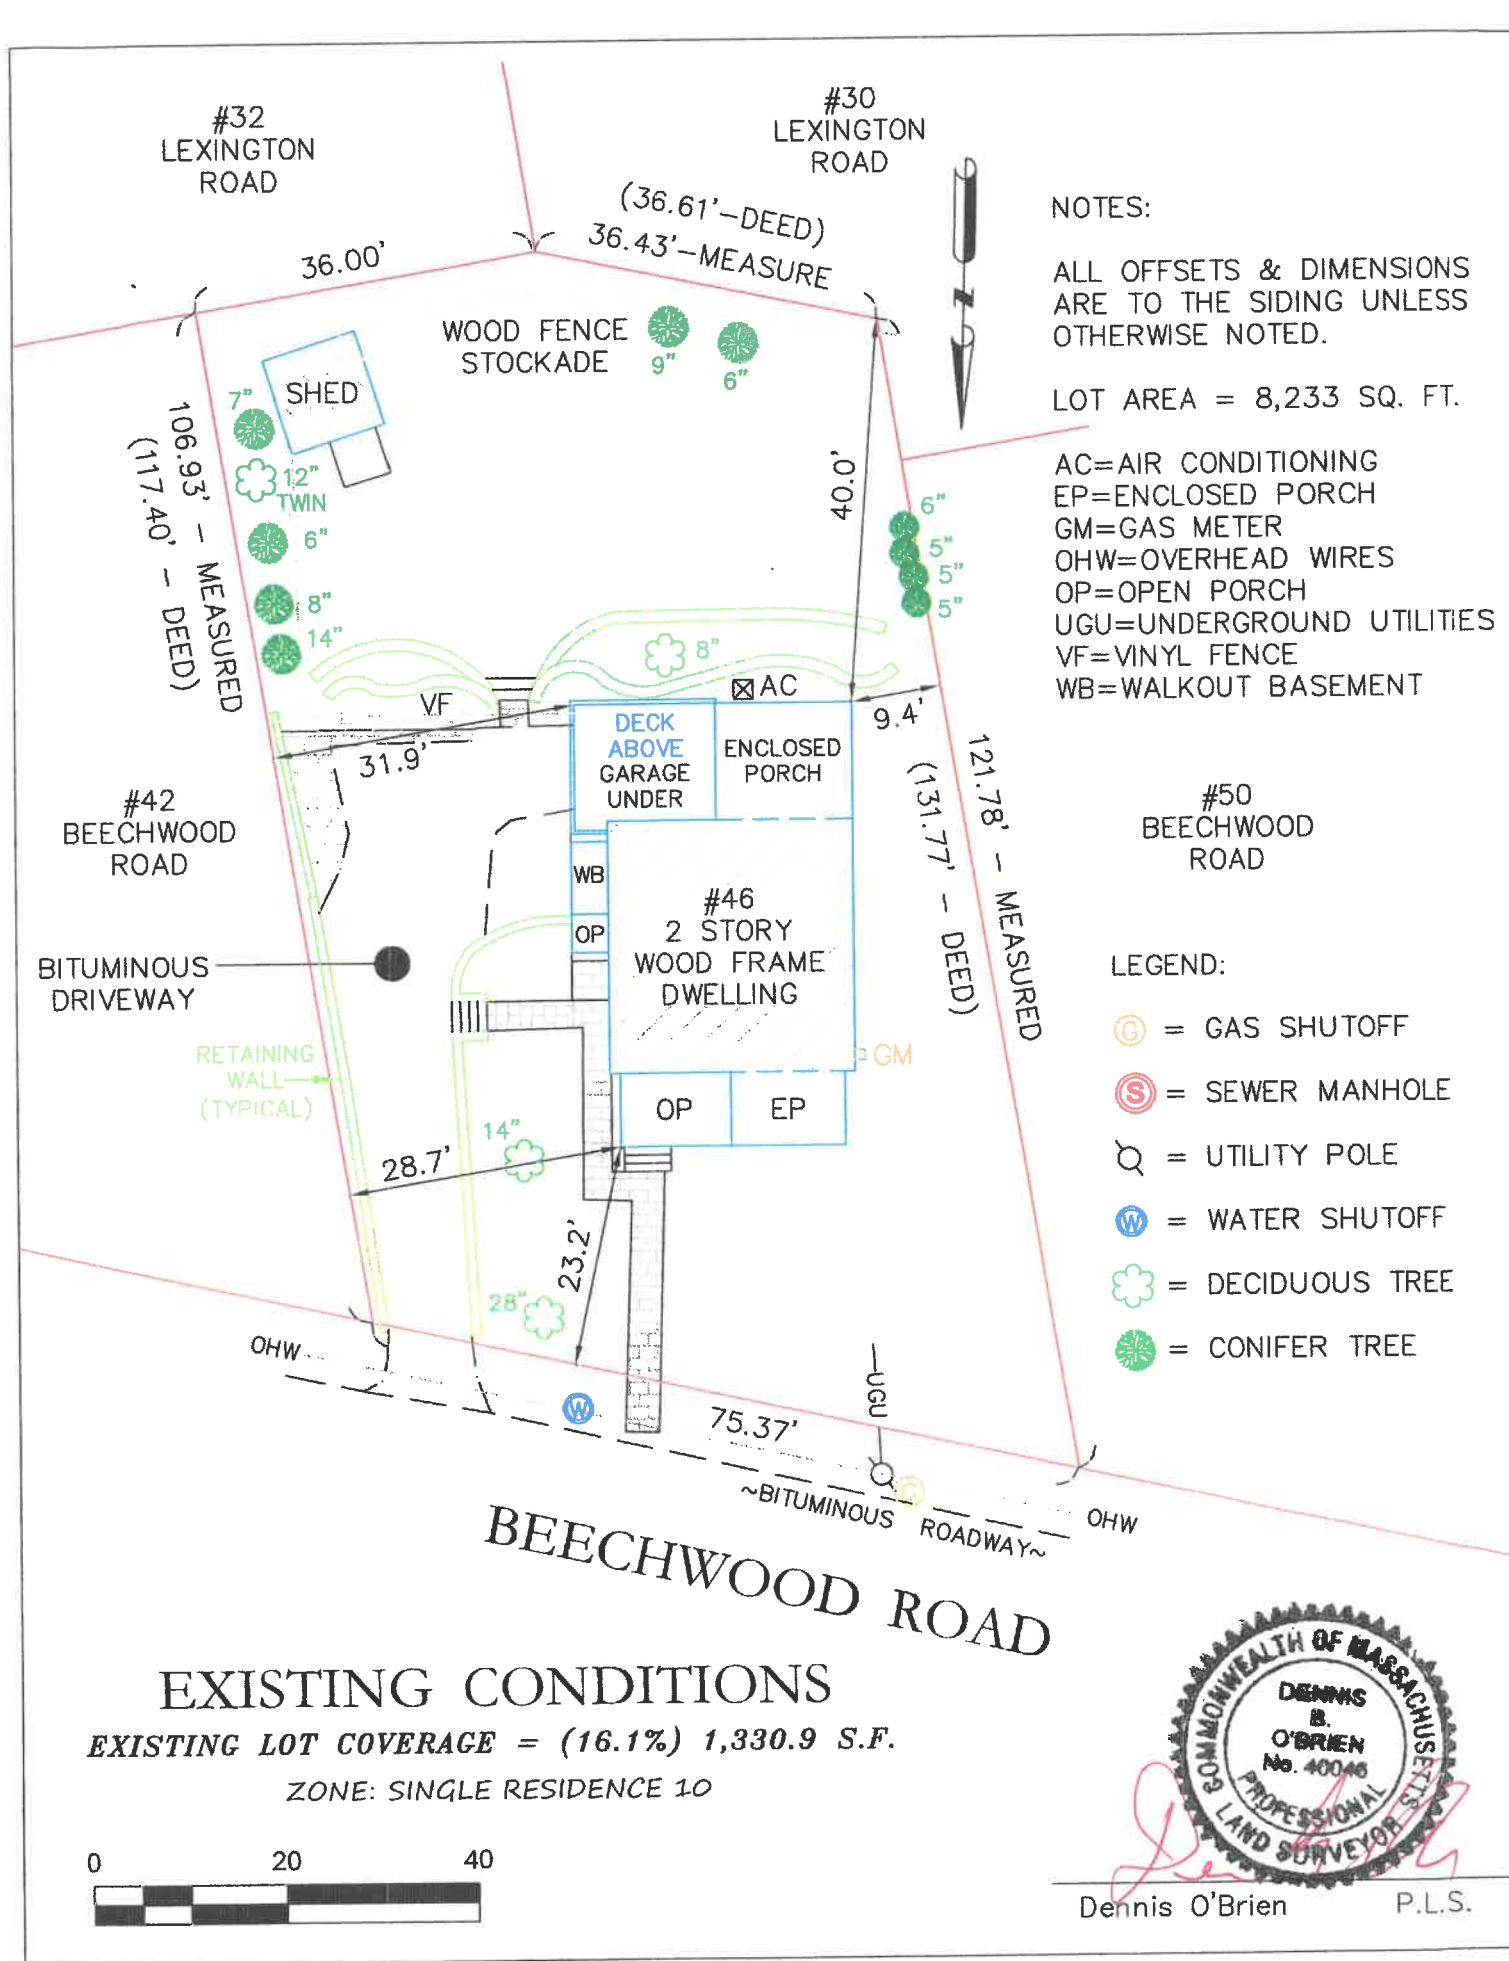 #32
LEXINGTON
ROAD
#30
LEXINGTON
ROAD
36.00'
(36.61'-DEED)
36.43'-MEASURE
N
NOTES:
ALL OFFSETS & DIMENSIONS
ARE TO THE SIDING UNLESS
OTHERWISE NOTED.
LOT AREA = 8,233 SQ. FT.
AC=AIR CONDITIONING
EP=ENCLOSED PORCH
GM=GAS METER
OHW=OVERHEAD WIRES
OP=OPEN PORCH
UGU=UNDERGROUND UTILITIES
VF=VINYL FENCE
WB=WALKOUT BASEMENT
WOOD FENCE
STOCKADE
9"
6"
SHED
7"
12"
TWIN
6"
8"
14"
106.93' - MEASURED
(117.40' - DEED)
40.0'
6"
5"
5"
5"
8"
AC
VF
31.9'
9.4'
DECK
ABOVE
GARAGE
UNDER
ENCLOSED
PORCH
121.78' - MEASURED
(131.77' - DEED)
#42
BEECHWOOD
ROAD
#50
BEECHWOOD
ROAD
WB
OP
#46
2 STORY
WOOD FRAME
DWELLING
BITUMINOUS
DRIVEWAY
RETAINING
WALL
(TYPICAL)
GM
OP
EP
14"
28.7'
23.2'
28"
LEGEND:
G = GAS SHUTOFF
S = SEWER MANHOLE
= UTILITY POLE
W = WATER SHUTOFF
= DECIDUOUS TREE
= CONIFER TREE
OHW
W
75.37'
UGU
G
~BITUMINOUS ROADWAY~
OHW
BEECHWOOD ROAD
EXISTING CONDITIONS
EXISTING LOT COVERAGE = (16.1%) 1,330.9 S.F.
ZONE: SINGLE RESIDENCE 10
0 20 40
COMMONWEALTH OF MASSACHUSETTS
DENNIS
B.
O'BRIEN
No. 40046
PROFESSIONAL
LAND SURVEYOR
Dennis O'Brien P.L.S.